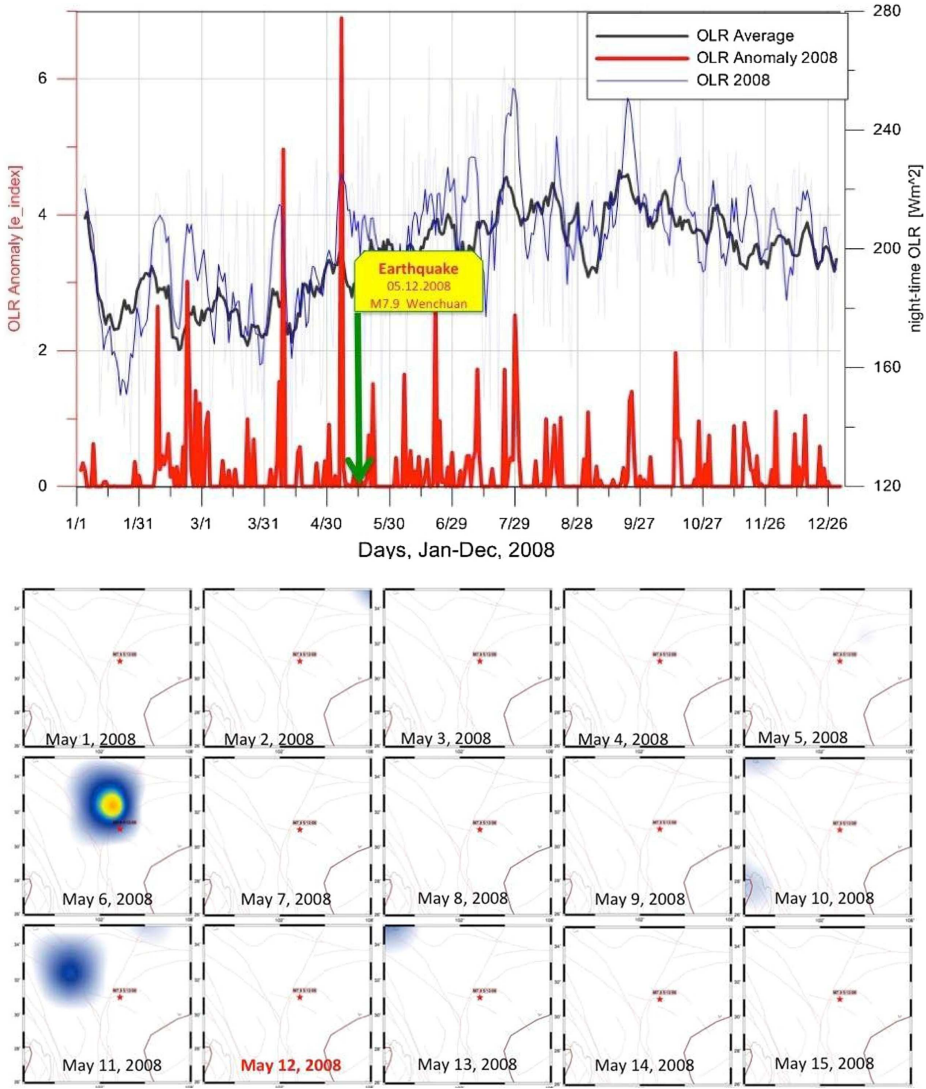 OLR Average
OLR Anomaly 2008
OLR 2008
OLR Anomaly [e_index]
6
4
2
0
280
240
200
160
120
night-time OLR [Wm^2]
Earthquake
05.12.2008
M7.9 Wenchuan
1/1 1/31 3/1 3/31 4/30 5/30 6/29 7/29 8/28 9/27 10/27 11/26 12/26
Days, Jan-Dec, 2008
May 1, 2008 May 2, 2008 May 3, 2008 May 4, 2008 May 5, 2008
May 6, 2008 May 7, 2008 May 8, 2008 May 9, 2008 May 10, 2008
May 11, 2008 May 12, 2008 May 13, 2008 May 14, 2008 May 15, 2008